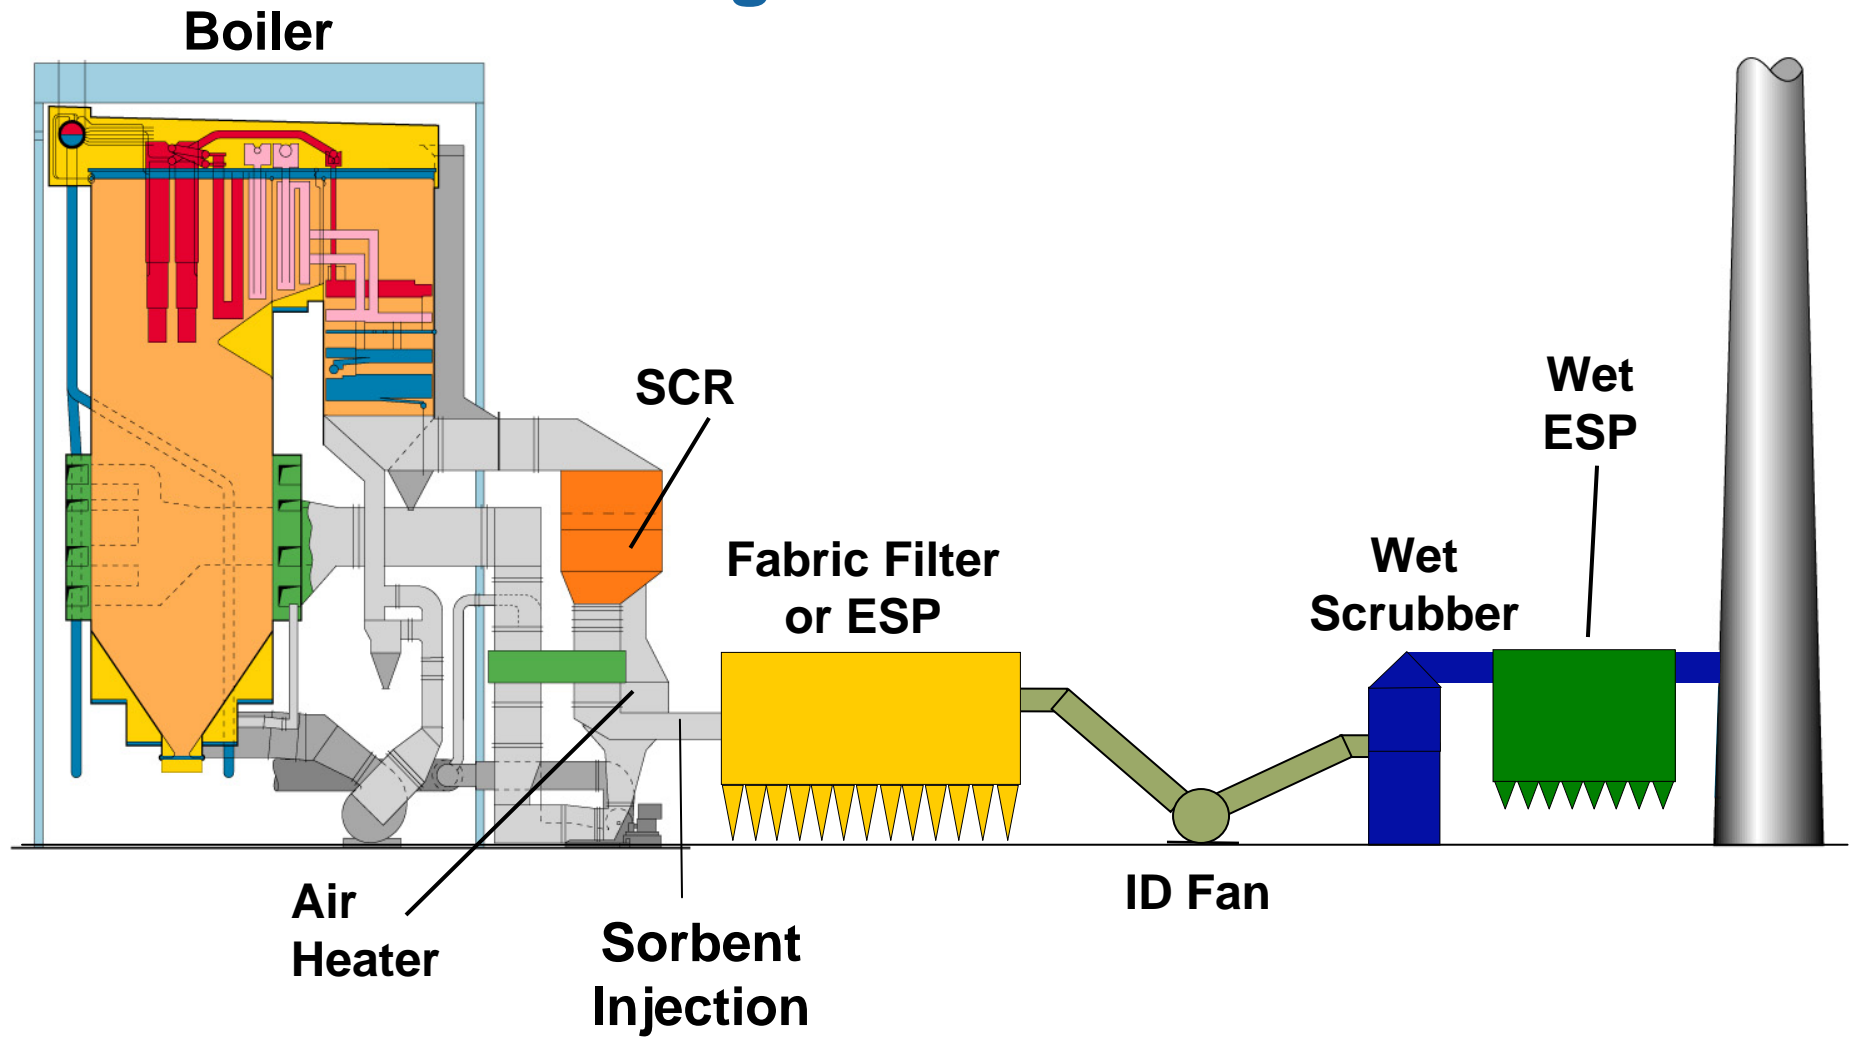 Boiler
SCR
Wet
ESP
Fabric Filter
or ESP
Wet
Scrubber
ID Fan
Air
Heater
Sorbent
Injection